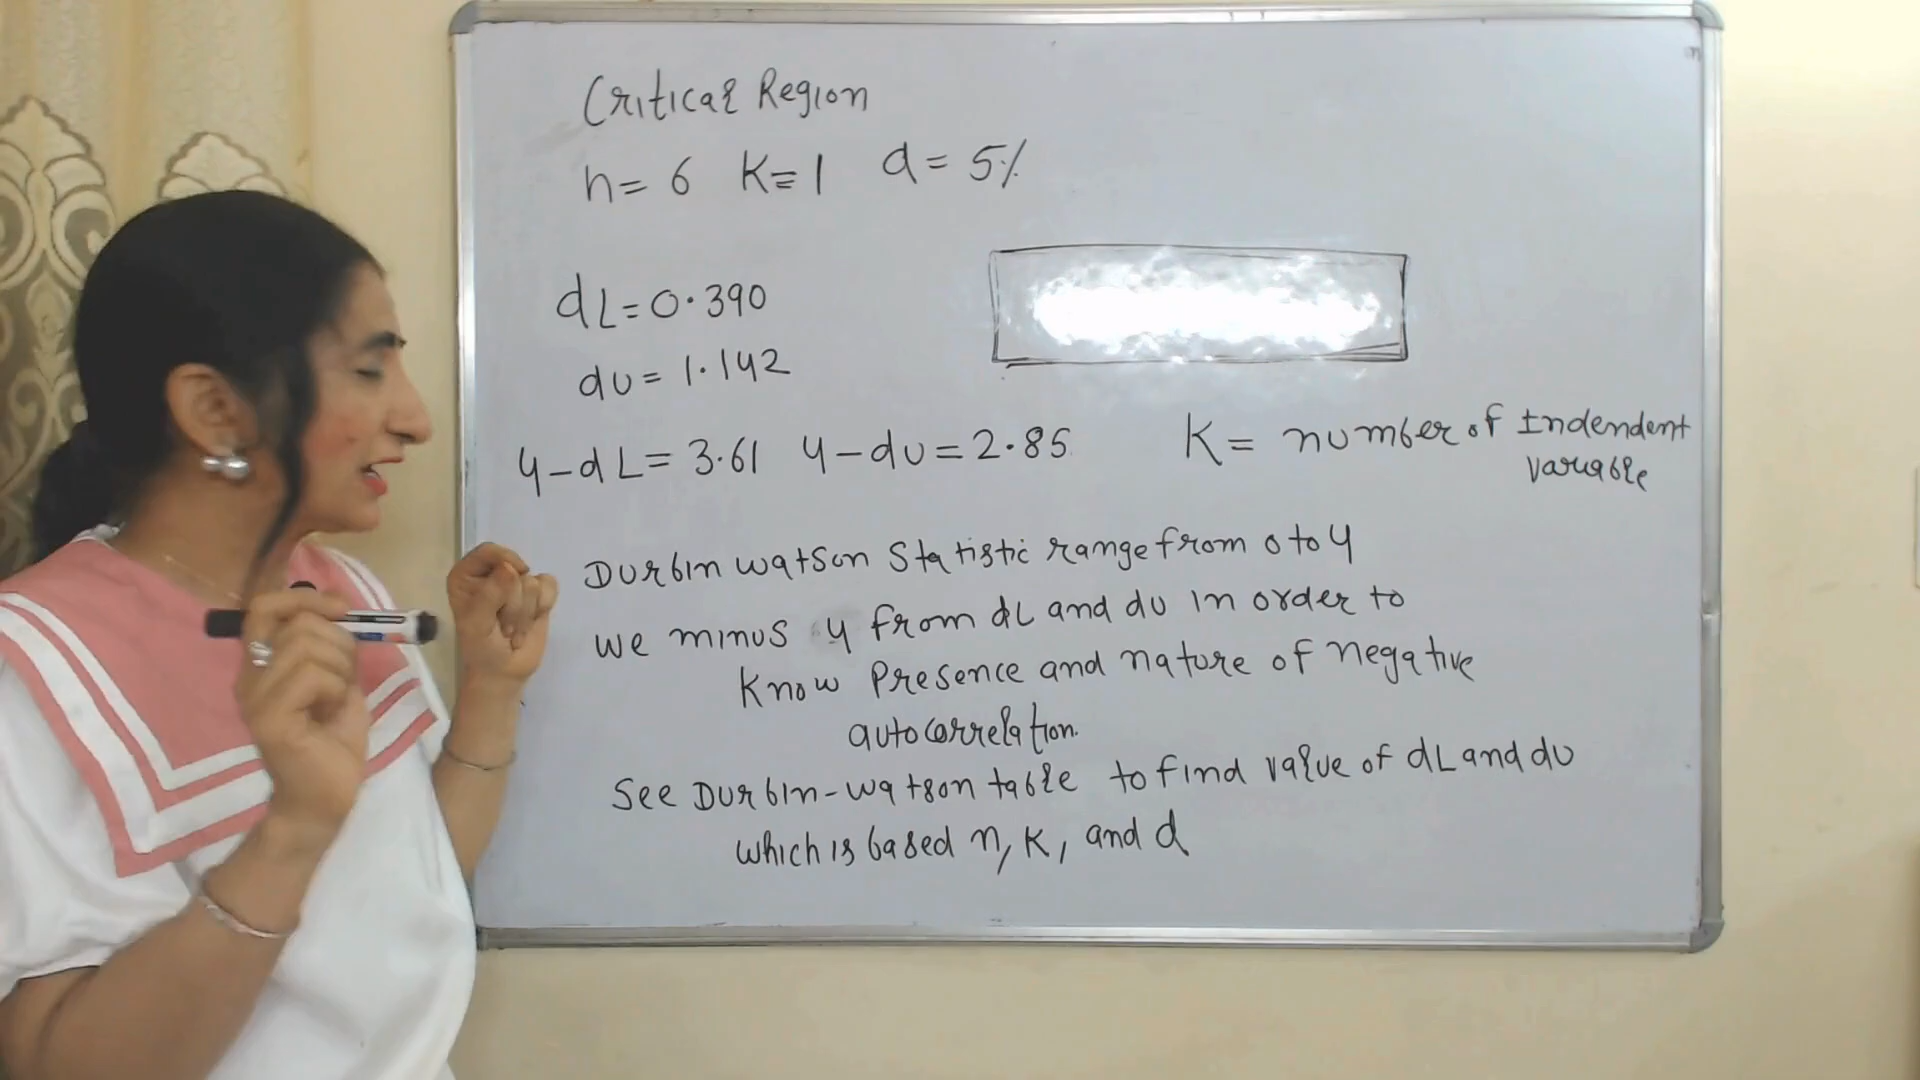 Critical Region
n= 6 K=1 α= 5%
dL=0.390
du= 1.142
4-dL= 3.61 4-du=2.85
K= number of Indendent
variable
Durbin watson Statistic range from 0 to 4
we minus 4 from dL and du in order to
Know Presence and nature of negative
autocorrelation.
See Durbin-watson table to find value of dL and du
which is based n, K, and α